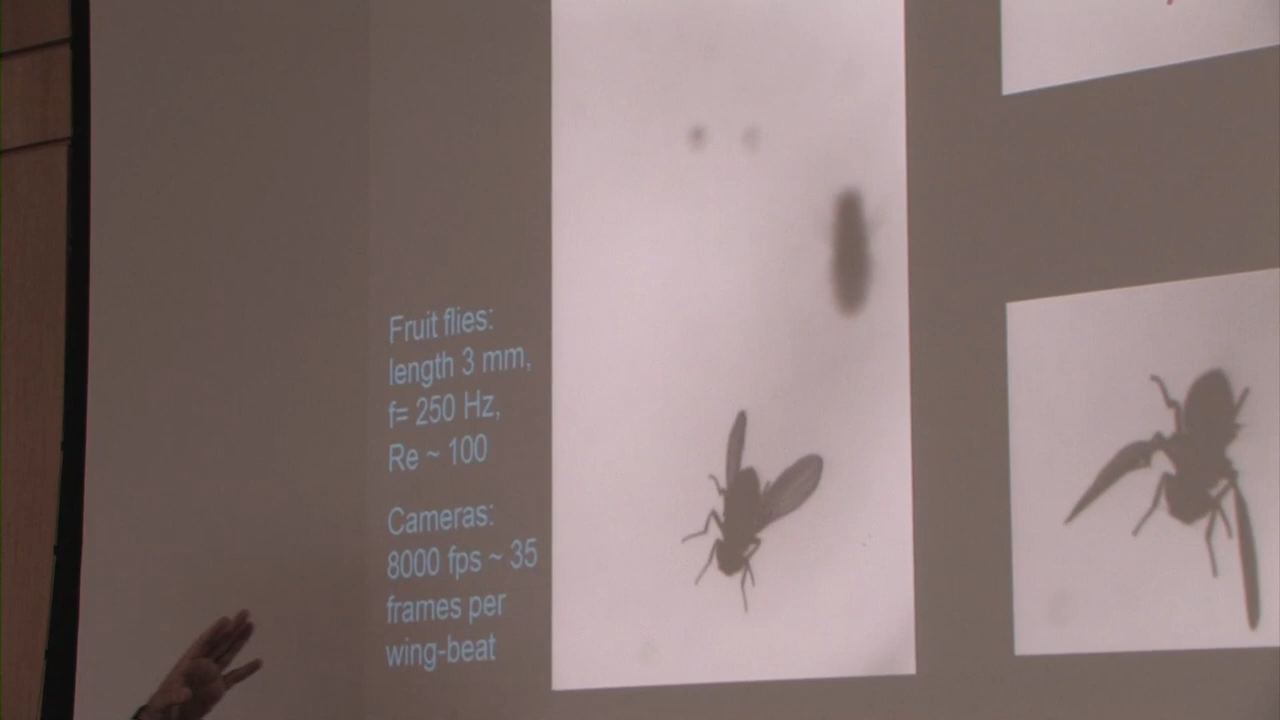 Fruit flies:
length 3 mm,
f= 250 Hz,
Re ~ 100
Cameras:
8000 fps ~ 35
frames per
wing-beat